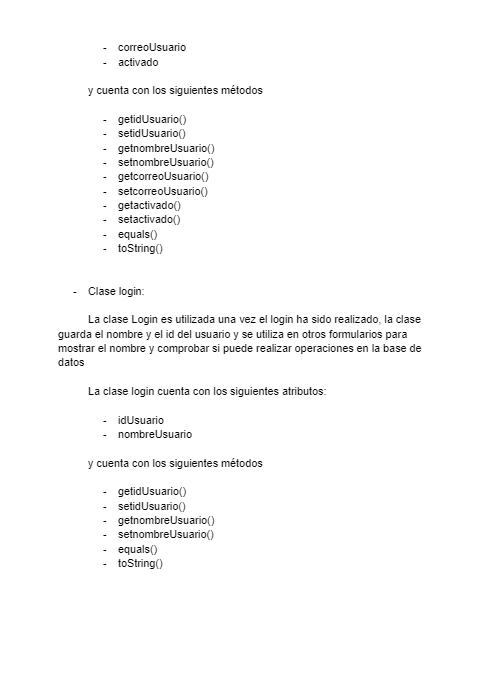 - correoUsuario
- activado
y cuenta con los siguientes métodos
- getidUsuario()
- setidUsuario()
- getnombreUsuario()
- setnombreUsuario()
- getcorreoUsuario()
- setcorreoUsuario()
- getactivado()
- setactivado()
- equals()
- toString()
- Clase login:
La clase Login es utilizada una vez el login ha sido realizado, la clase
guarda el nombre y el id del usuario y se utiliza en otros formularios para
mostrar el nombre y comprobar si puede realizar operaciones en la base de
datos
La clase login cuenta con los siguientes atributos:
- idUsuario
- nombreUsuario
y cuenta con los siguientes métodos
- getidUsuario()
- setidUsuario()
- getnombreUsuario()
- setnombreUsuario()
- equals()
- toString()